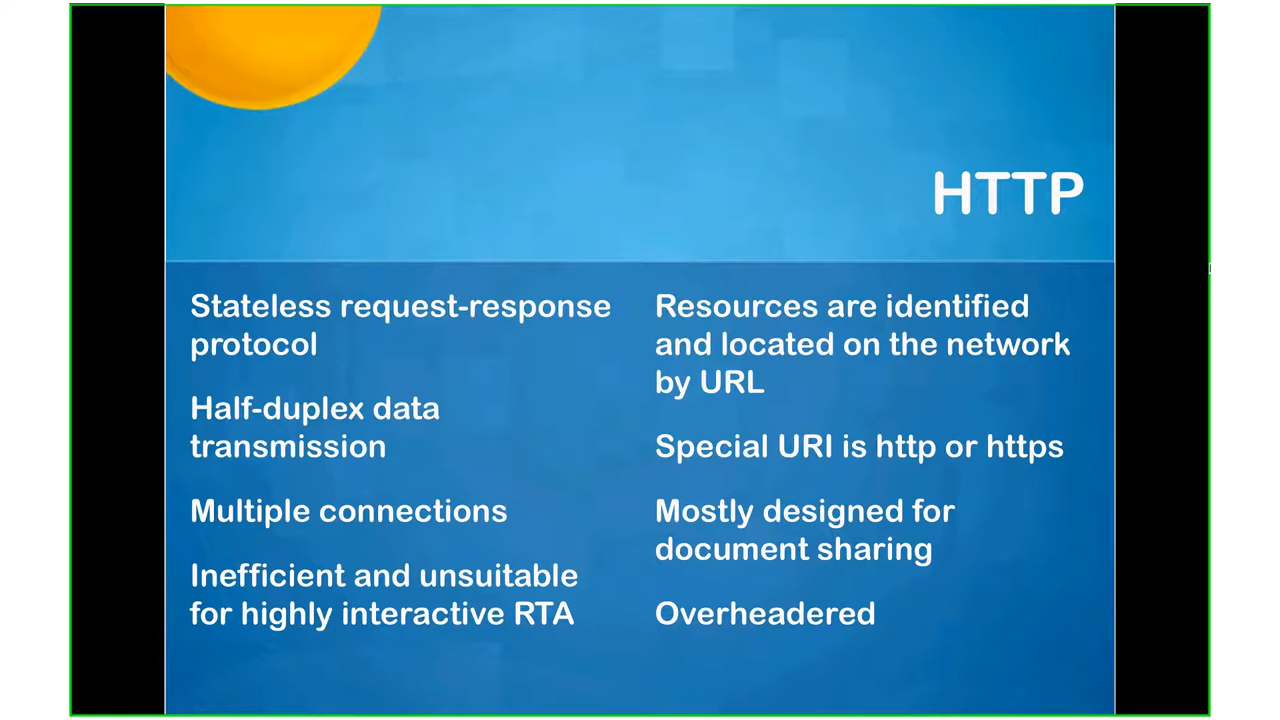 HTTP
Stateless request-response
protocol
Half-duplex data
transmission
Multiple connections
Inefficient and unsuitable
for highly interactive RTA
Resources are identified
and located on the network
by URL
Special URI is http or https
Mostly designed for
document sharing
Overheadered